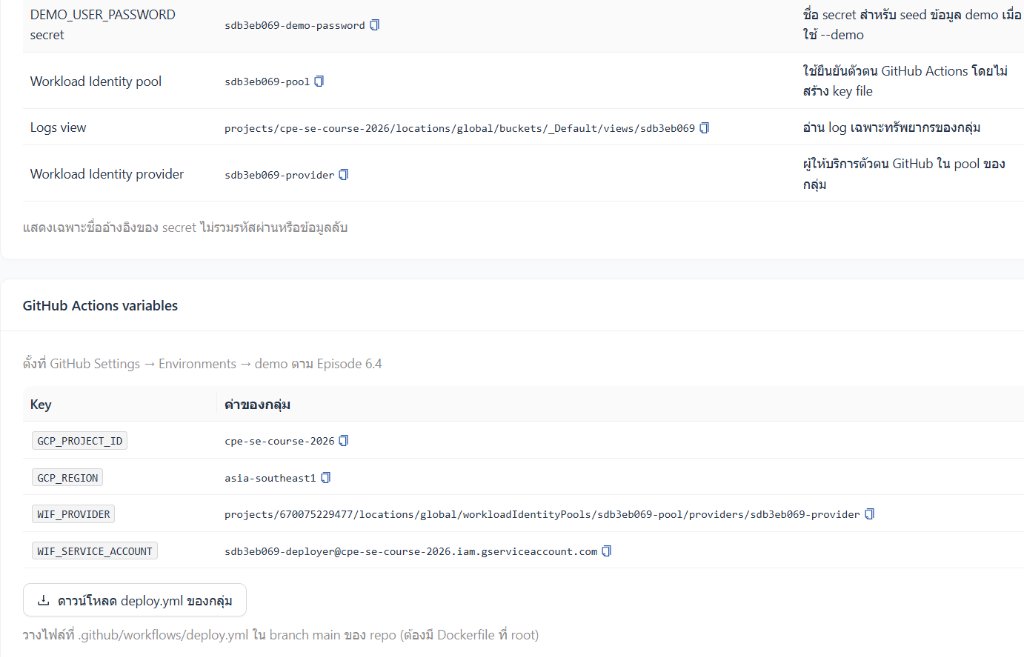 DEMO_USER_PASSWORD secret
sdb3eb069-demo-password
ชื่อ secret สำหรับ seed ข้อมูล demo เมื่อ
ใช้ --demo
Workload Identity pool
sdb3eb069-pool
ใช้ยืนยันตัวตน GitHub Actions โดยไม่
สร้าง key file
Logs view
projects/cpe-se-course-2026/locations/global/buckets/_Default/views/sdb3eb069
อ่าน log เฉพาะทรัพยากรของกลุ่ม
Workload Identity provider
sdb3eb069-provider
ผู้ให้บริการตัวตน GitHub ใน pool ของ
กลุ่ม
แสดงเฉพาะชื่ออ้างอิงของ secret ไม่รวมรหัสผ่านหรือข้อมูลลับ
GitHub Actions variables
ตั้งที่ GitHub Settings → Environments → demo ตาม Episode 6.4
Key ค่าของกลุ่ม
GCP_PROJECT_ID cpe-se-course-2026
GCP_REGION asia-southeast1
WIF_PROVIDER projects/670075229477/locations/global/workloadIdentityPools/sdb3eb069-pool/providers/sdb3eb069-provider
WIF_SERVICE_ACCOUNT sdb3eb069-deployer@cpe-se-course-2026.iam.gserviceaccount.com
ดาวน์โหลด deploy.yml ของกลุ่ม
วางไฟล์ที่ .github/workflows/deploy.yml ใน branch main ของ repo (ต้องมี Dockerfile ที่ root)